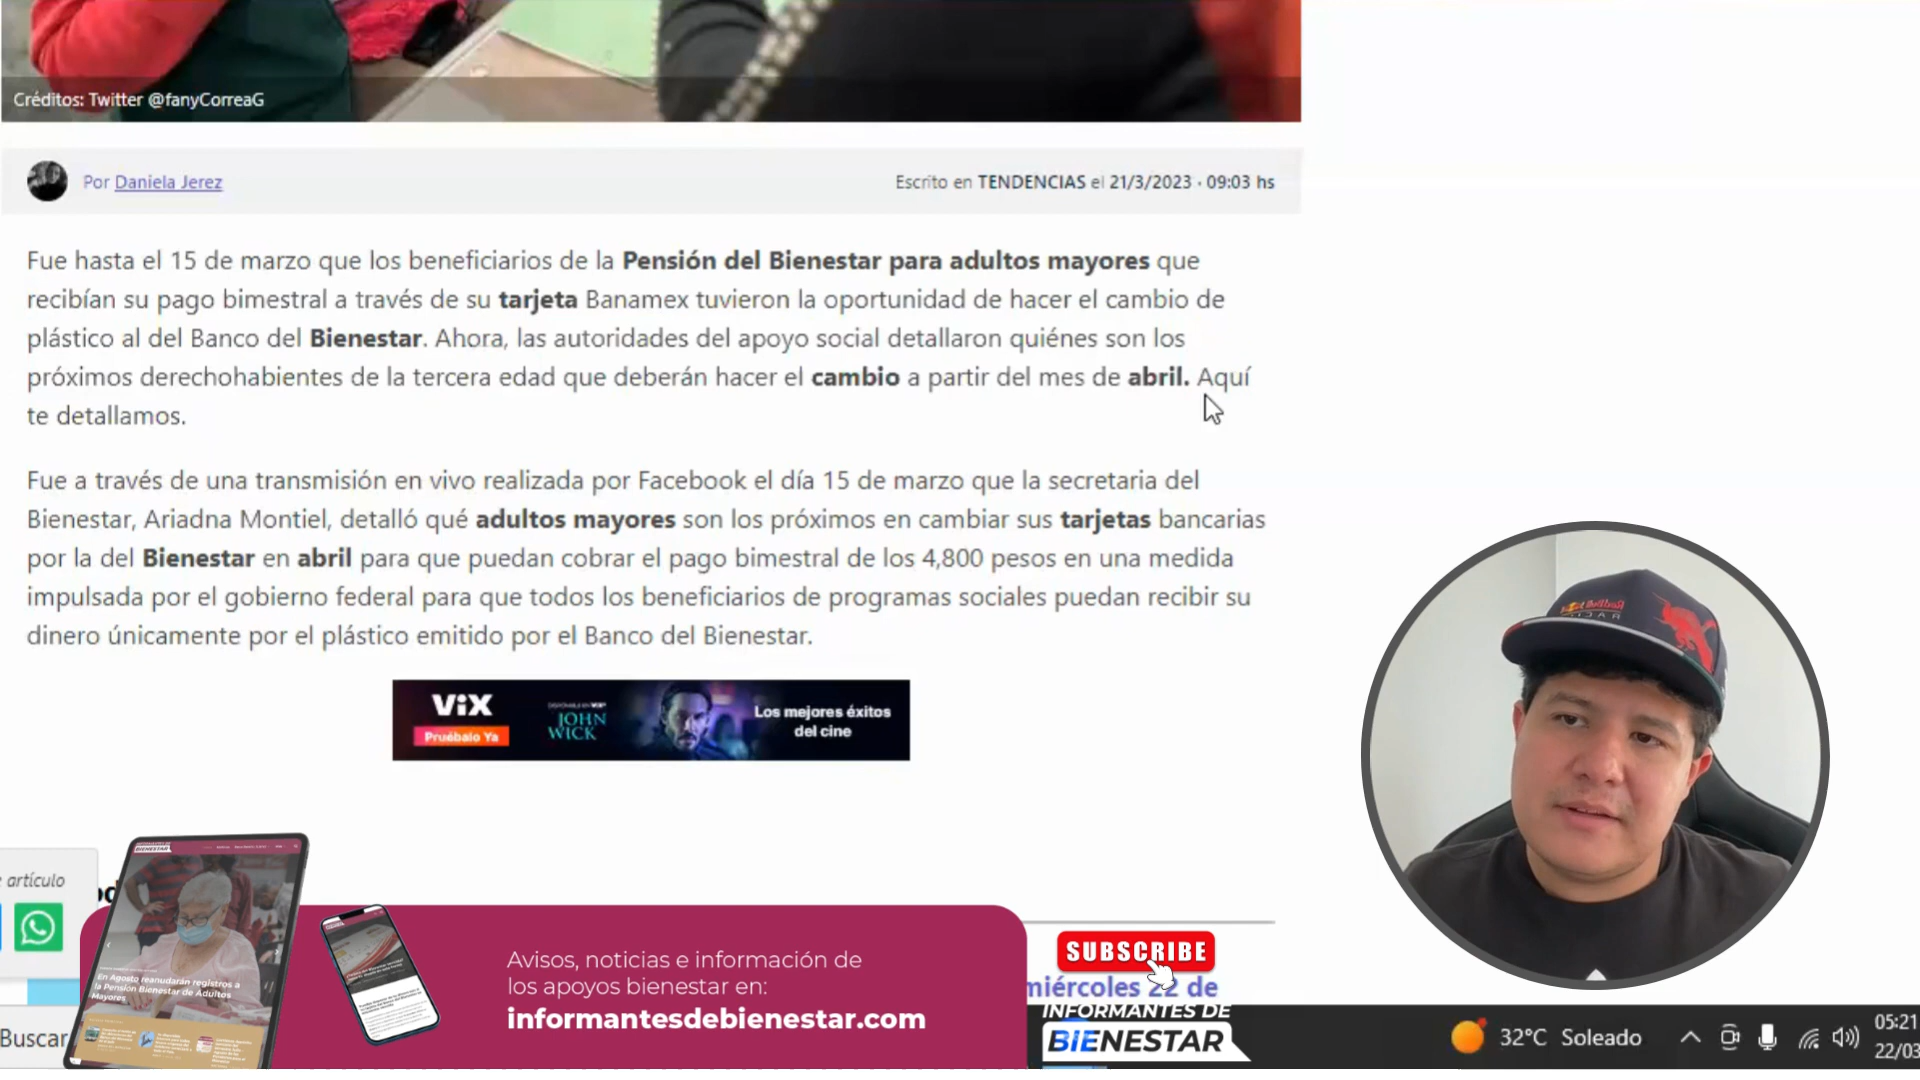 Créditos: Twitter @fanyCorreaG
Por Daniela Jerez
Escrito en TENDENCIAS el 21/3/2023 · 09:03 hs
Fue hasta el 15 de marzo que los beneficiarios de la Pensión del Bienestar para adultos mayores que
recibían su pago bimestral a través de su tarjeta Banamex tuvieron la oportunidad de hacer el cambio de
plástico al del Banco del Bienestar. Ahora, las autoridades del apoyo social detallaron quiénes son los
próximos derechohabientes de la tercera edad que deberán hacer el cambio a partir del mes de abril. Aquí
te detallamos.
Fue a través de una transmisión en vivo realizada por Facebook el día 15 de marzo que la secretaria del
Bienestar, Ariadna Montiel, detalló qué adultos mayores son los próximos en cambiar sus tarjetas bancarias
por la del Bienestar en abril para que puedan cobrar el pago bimestral de los 4,800 pesos en una medida
impulsada por el gobierno federal para que todos los beneficiarios de programas sociales puedan recibir su
dinero únicamente por el plástico emitido por el Banco del Bienestar.
ViX
Pruébalo Ya
JOHN
WICK
Los mejores éxitos
del cine
artículo
En Agosto reanudarán registros a
la Pensión Bienestar de Adultos
Mayores
Avisos, noticias e información de
los apoyos bienestar en:
informantesdebienestar.com
SUBSCRIBE
miércoles 22 de
INFORMANTES DE
BIENESTAR
Buscar
32°C Soleado
05:21
22/03